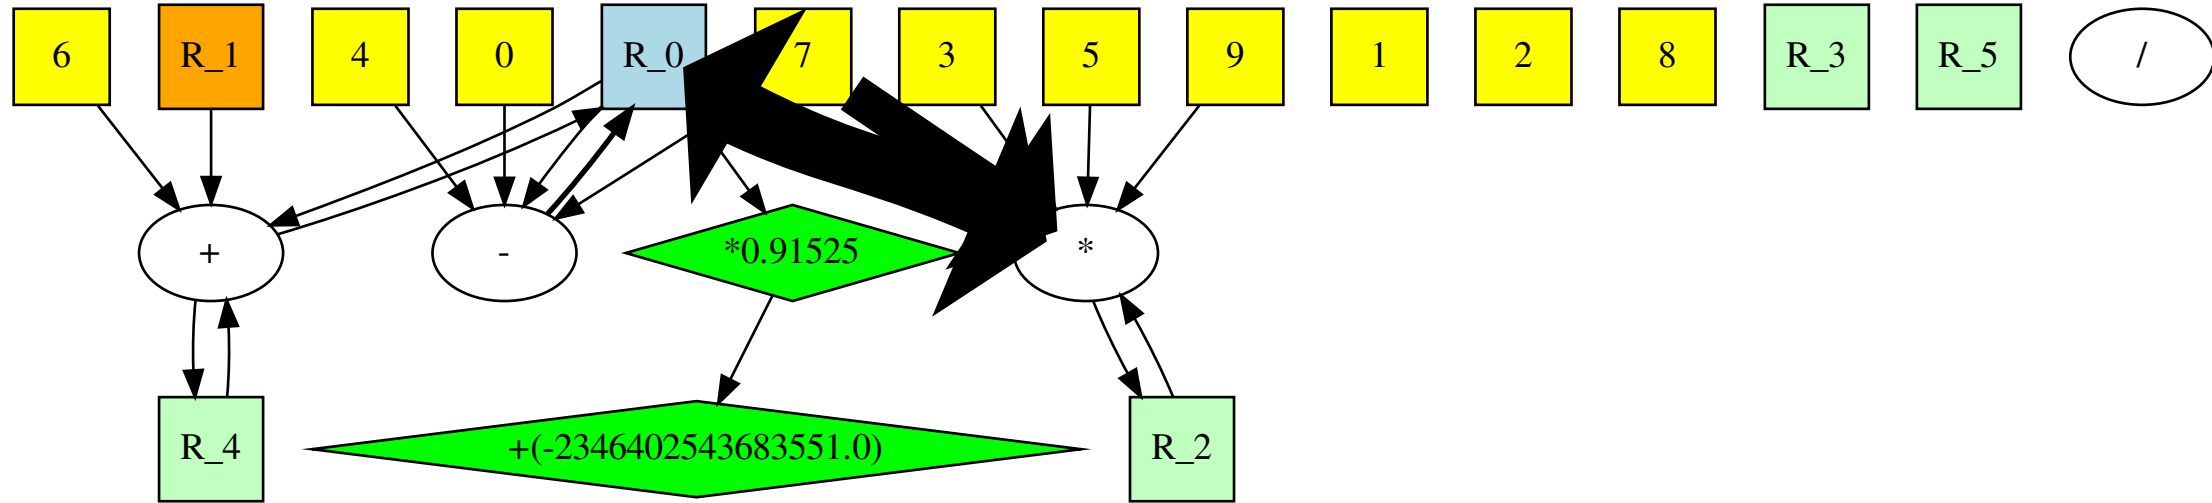 6 R_1 4 0 R_0 7 3 5 9 1 2 8 R_3 R_5 /
+ - *0.91525 *
R_4 +(-2346402543683551.0) R_2